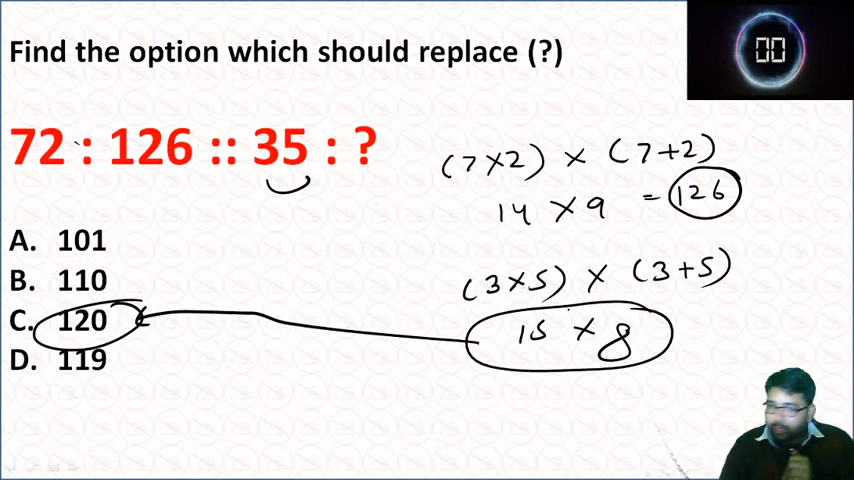 00
Find the option which should replace (?)
72 : 126 :: 35 : ?
(7×2) × (7+2)
14 × 9 = 126
A. 101
B. 110
C. 120
D. 119
(3×5) × (3+5)
15 × 8